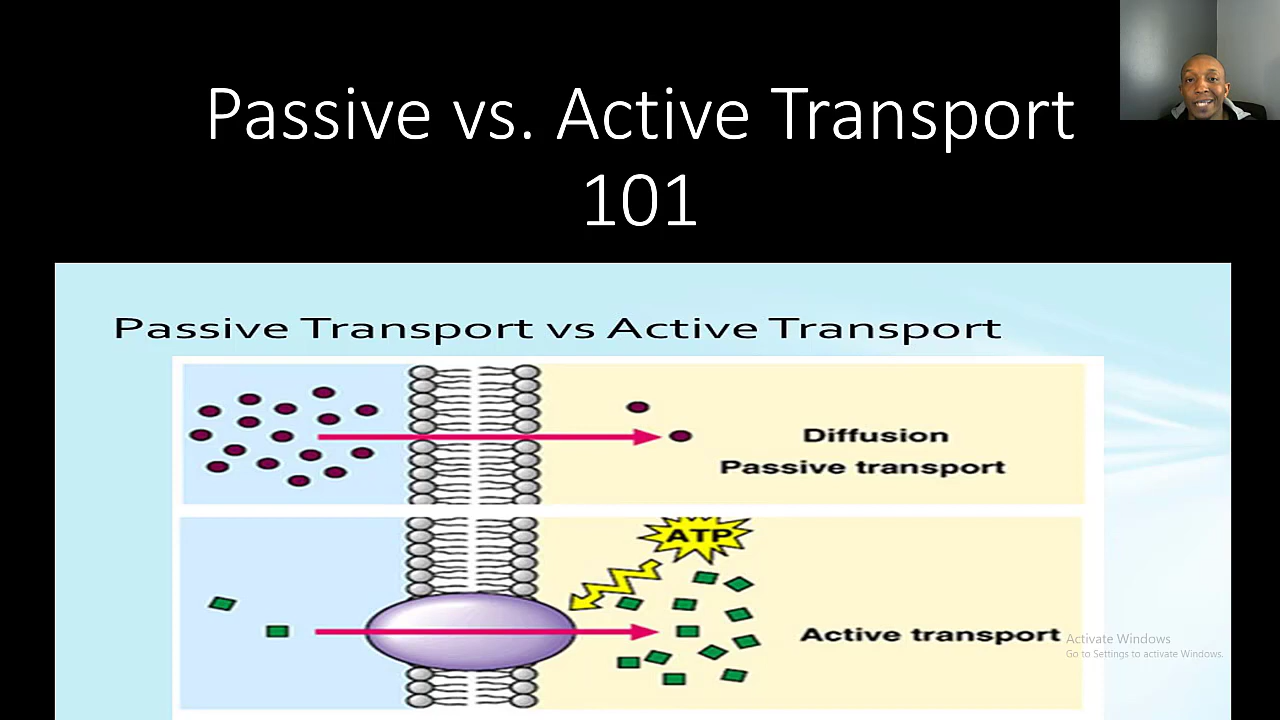 Passive vs. Active Transport
101
Passive Transport vs Active Transport
Diffusion
Passive transport
ATP
Active transport
Activate Windows
Go to Settings to activate Windows.